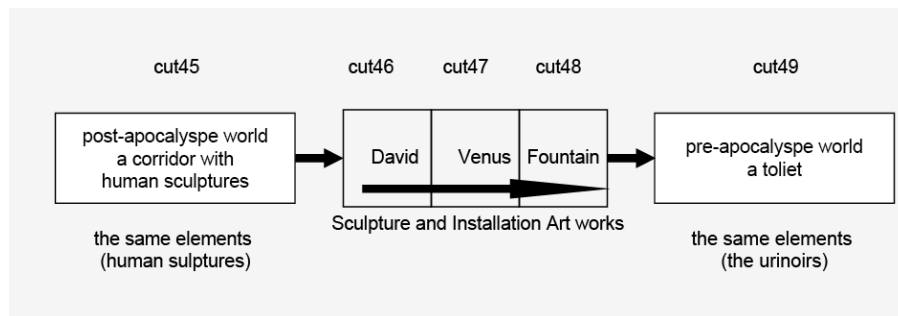 cut45
cut46
cut47
cut48
cut49
post-apocalyspe world
a corridor with
human sculptures
David
Venus
Fountain
pre-apocalyspe world
a toliet
Sculpture and Installation Art works
the same elements
(human sulptures)
the same elements
(the urinoirs)